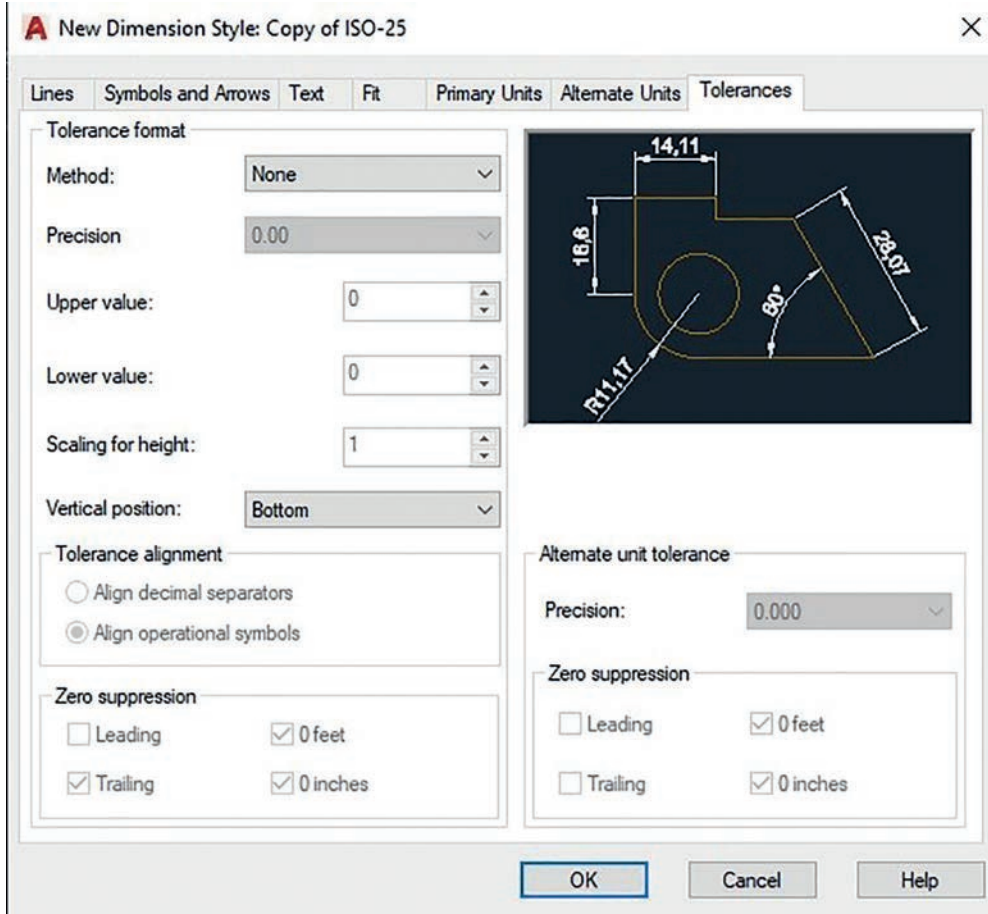 New Dimension Style: Copy of ISO-25
Lines Symbols and Arrows Text Fit Primary Units Alternate Units Tolerances
Tolerance format
Method: None
Precision 0.00
Upper value: 0
Lower value: 0
Scaling for height: 1
Vertical position: Bottom
Tolerance alignment
Align decimal separators
Align operational symbols
Zero suppression
Leading 0 feet
Trailing 0 inches
14,11
16,6
28,07
60°
R11,17
Alternate unit tolerance
Precision: 0.000
Zero suppression
Leading 0 feet
Trailing 0 inches
OK Cancel Help